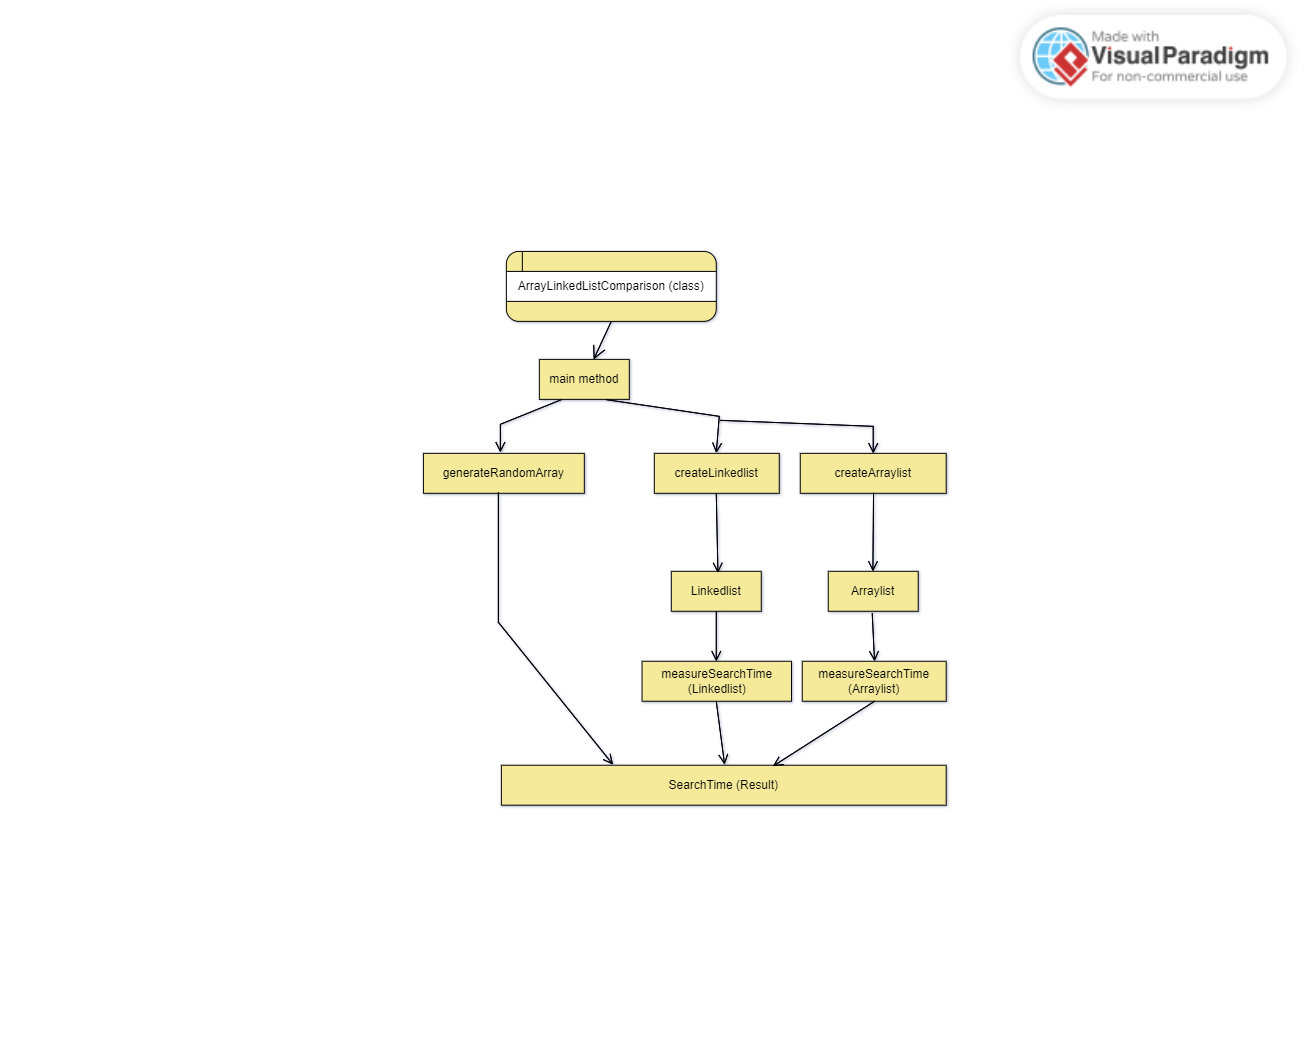 Made with
Visual Paradigm
For non-commercial use
ArrayLinkedListComparison (class)
main method
generateRandomArray
createLinkedlist
createArraylist
Linkedlist
Arraylist
measureSearchTime
(Linkedlist)
measureSearchTime
(Arraylist)
SearchTime (Result)